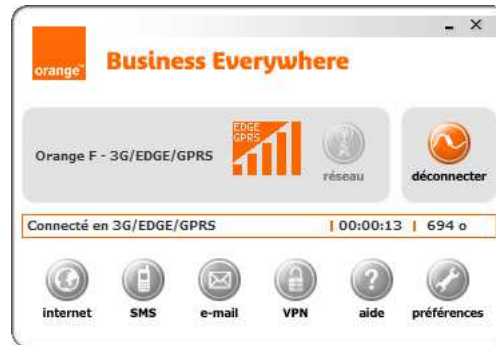 orange™
Business Everywhere
EDGE
GPRS
Orange F - 3G/EDGE/GPRS
réseau
déconnecter
Connecté en 3G/EDGE/GPRS | 00:00:13 | 694 o
internet SMS e-mail VPN aide préférences